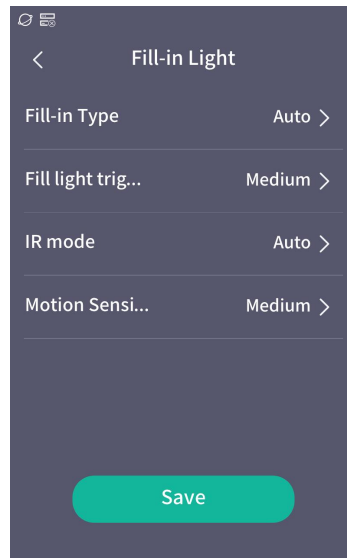 Fill-in Light
Fill-in Type Auto
Fill light trig... Medium
IR mode Auto
Motion Sensi... Medium
Save